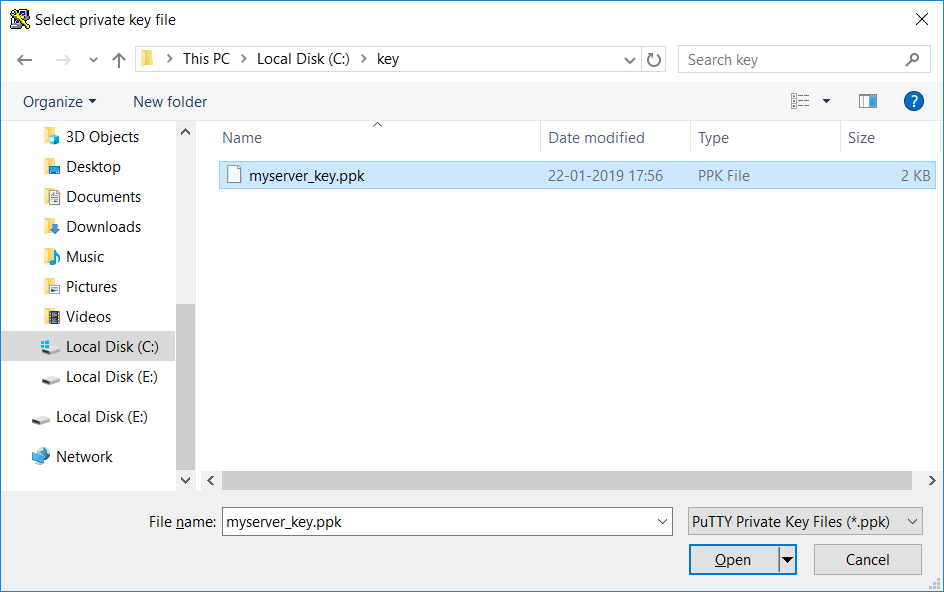 Select private key file
This PC > Local Disk (C:) > key
Search key
Organize New folder ?
Name Date modified Type Size
myserver_key.ppk 22-01-2019 17:56 PPK File 2 KB
3D Objects
Desktop
Documents
Downloads
Music
Pictures
Videos
Local Disk (C:)
Local Disk (E:)
Local Disk (E:)
Network
File name: myserver_key.ppk PuTTY Private Key Files (*.ppk)
Open Cancel